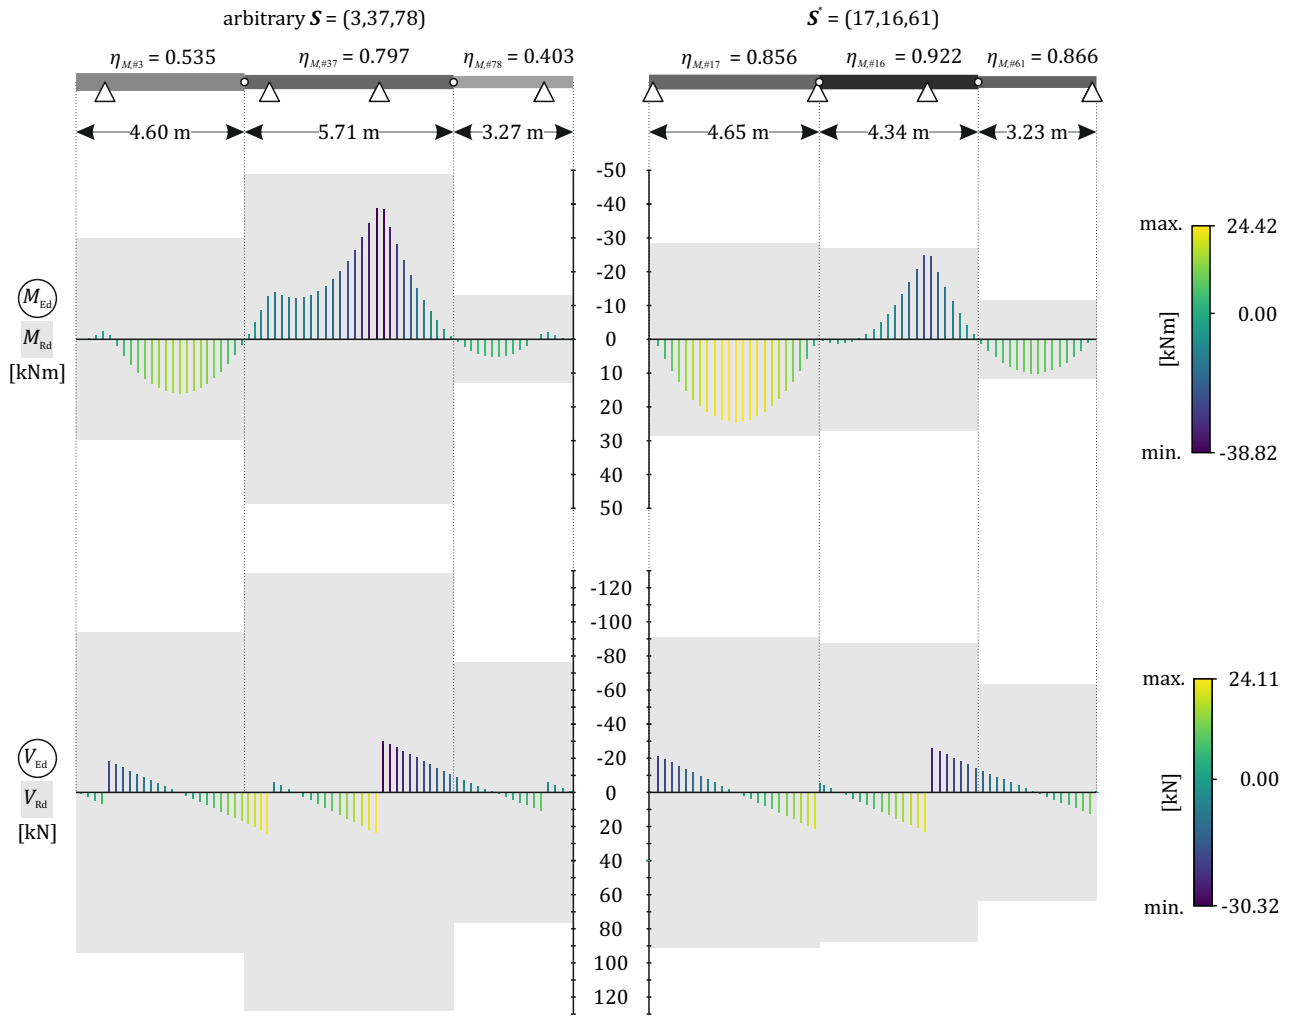 arbitrary S = (3,37,78)
S* = (17,16,61)
ηM,#3 = 0.535
ηM,#37 = 0.797
ηM,#78 = 0.403
ηM,#17 = 0.856
ηM,#16 = 0.922
ηM,#61 = 0.866
4.60 m
5.71 m
3.27 m
4.65 m
4.34 m
3.23 m
MEd
MRd
[kNm]
-50
-40
-30
-20
-10
0
10
20
30
40
50
max.
24.42
0.00
[kNm]
min.
-38.82
VEd
VRd
[kN]
-120
-100
-80
-60
-40
-20
0
20
40
60
80
100
120
max.
24.11
0.00
[kN]
min.
-30.32